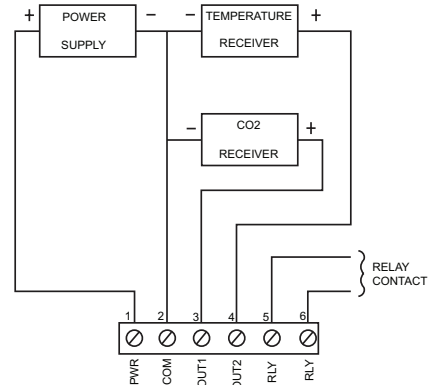 + POWER SUPPLY -
- TEMPERATURE RECEIVER +
- CO2 RECEIVER +
RELAY CONTACT
1 2 3 4 5 6
PWR
COM
OUT1
OUT2
RLY
RLY